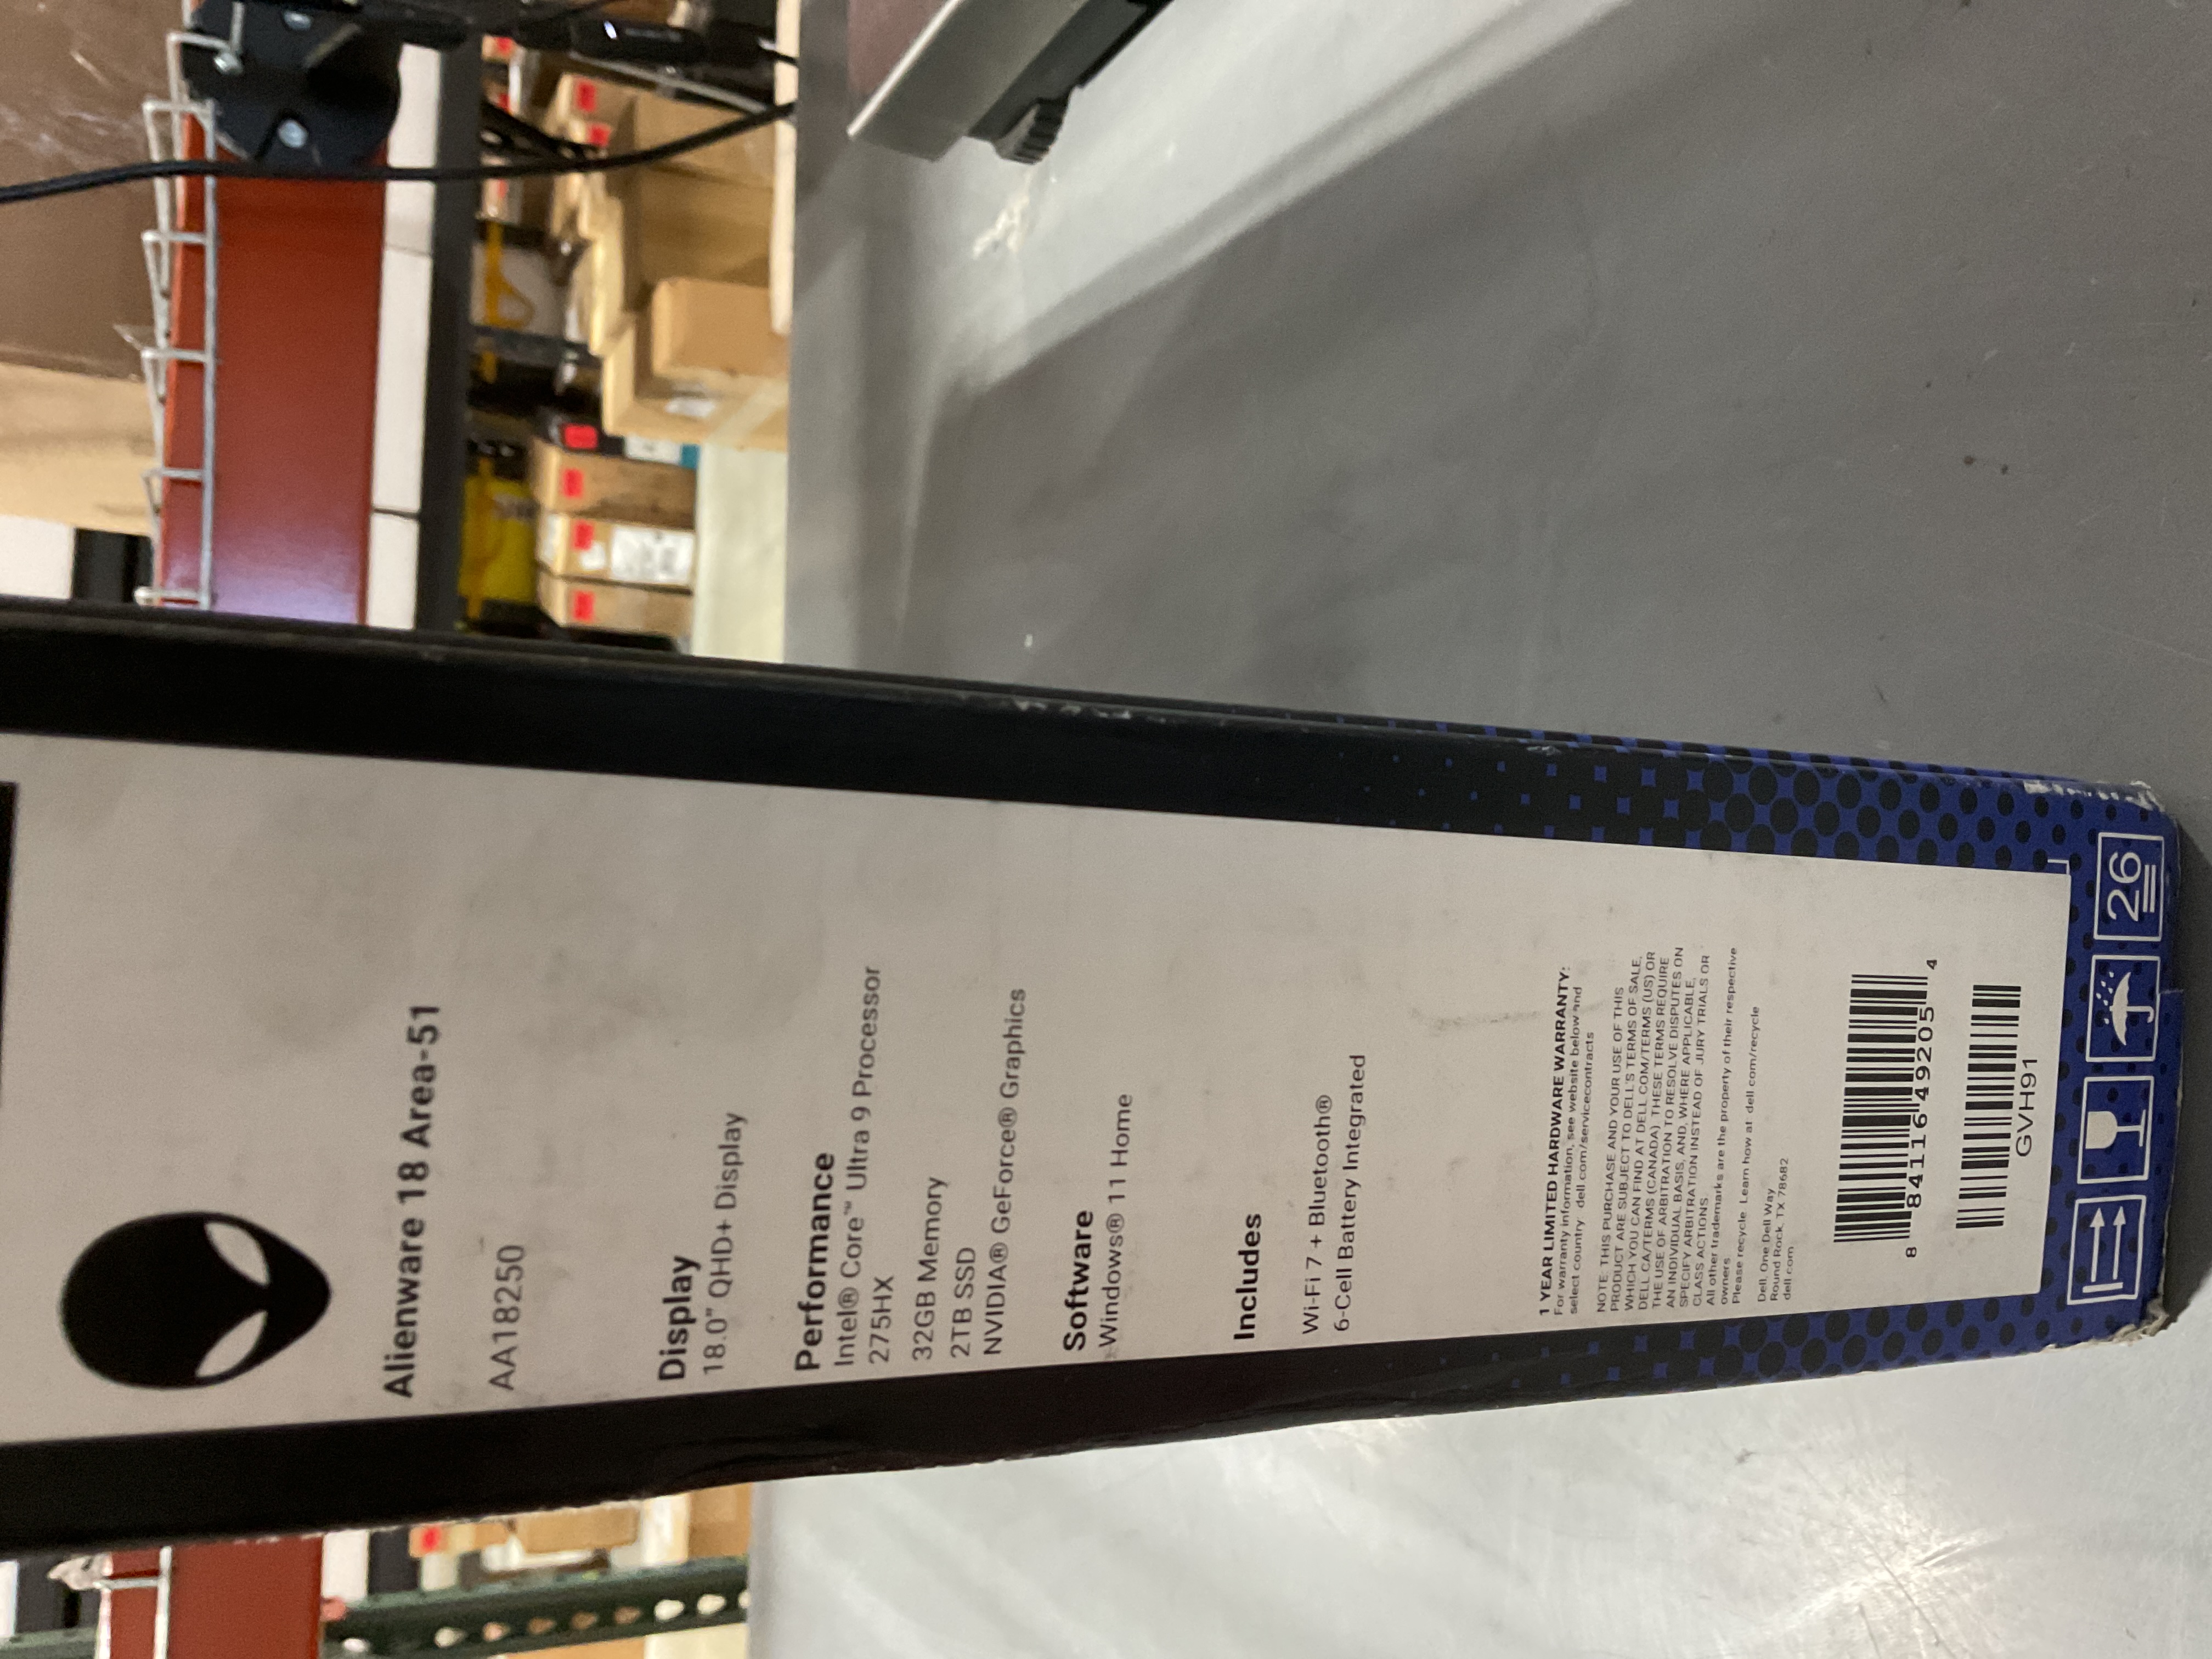 Alienware 18 Area-51
AA18250
Display
18.0" QHD+ Display
Performance
Intel® Core™ Ultra 9 Processor
275HX
32GB Memory
2TB SSD
NVIDIA® GeForce® Graphics
Software
Windows® 11 Home
Includes
Wi-Fi 7 + Bluetooth®
6-Cell Battery Integrated
1 YEAR LIMITED HARDWARE WARRANTY:
For warranty information, see website below and
select country: dell.com/servicecontracts
NOTE: THIS PURCHASE AND YOUR USE OF THIS
PRODUCT ARE SUBJECT TO DELL'S TERMS OF SALE,
WHICH YOU CAN FIND AT DELL.COM/TERMS (US) OR
DELL.CA/TERMS (CANADA). THESE TERMS REQUIRE
THE USE OF ARBITRATION TO RESOLVE DISPUTES ON
AN INDIVIDUAL BASIS, AND, WHERE APPLICABLE,
SPECIFY ARBITRATION INSTEAD OF JURY TRIALS OR
CLASS ACTIONS.
All other trademarks are the property of their respective
owners
Please recycle. Learn how at dell.com/recycle
Dell, One Dell Way
Round Rock, TX 78682
dell.com
8 84116 49205 4
GVH91
26